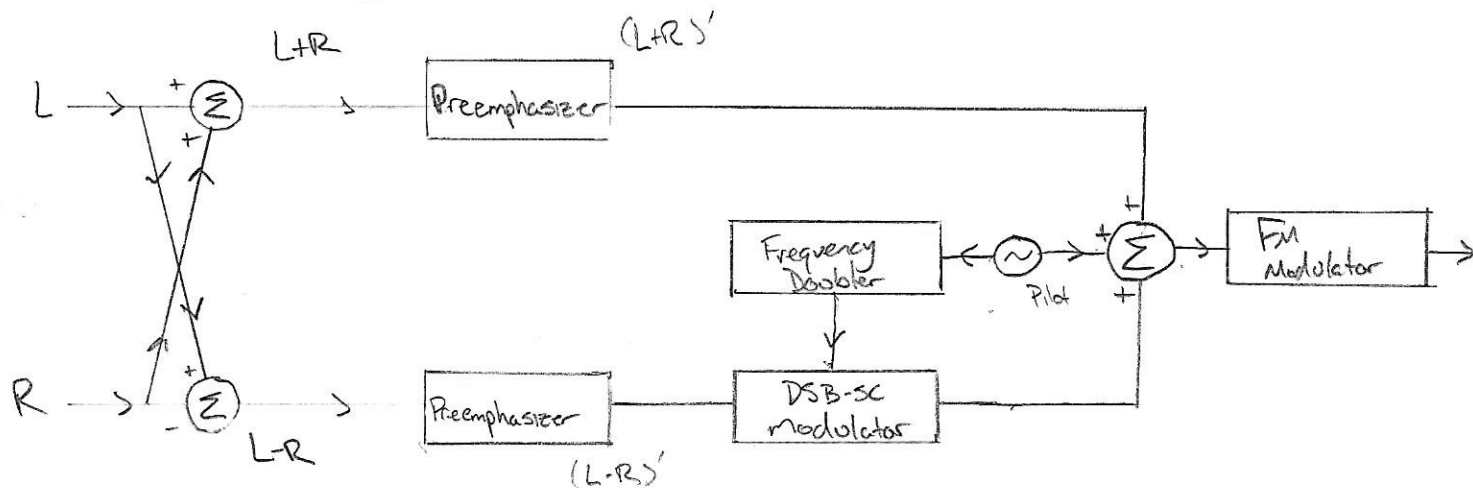 L+R
(L+R)'
L
+
Σ
+
Preemphasizer
+
Frequency
Doubler
~
Pilot
+
Σ
+
FM
Modulator
R
+
Σ
-
L-R
Preemphasizer
(L-R)'
DSB-SC
Modulator